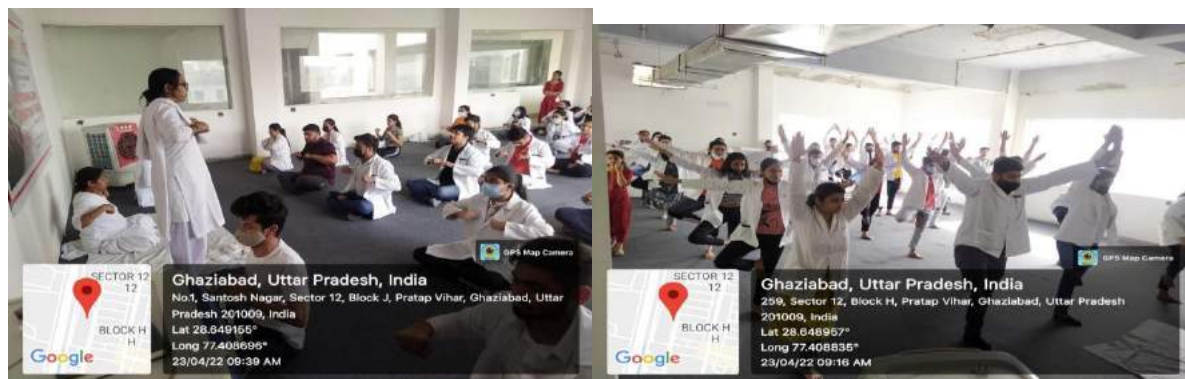 GPS Map Camera
SECTOR 12
12
BLOCK H
H
Google
Ghaziabad, Uttar Pradesh, India
No.1, Santosh Nagar, Sector 12, Block J, Pratap Vihar, Ghaziabad, Uttar
Pradesh 201009, India
Lat 28.649155°
Long 77.408696°
23/04/22 09:39 AM
GPS Map Camera
SECTOR 12
12
BLOCK H
H
Google
Ghaziabad, Uttar Pradesh, India
259, Sector 12, Block H, Pratap Vihar, Ghaziabad, Uttar Pradesh
201009, India
Lat 28.648957°
Long 77.408835°
23/04/22 09:16 AM